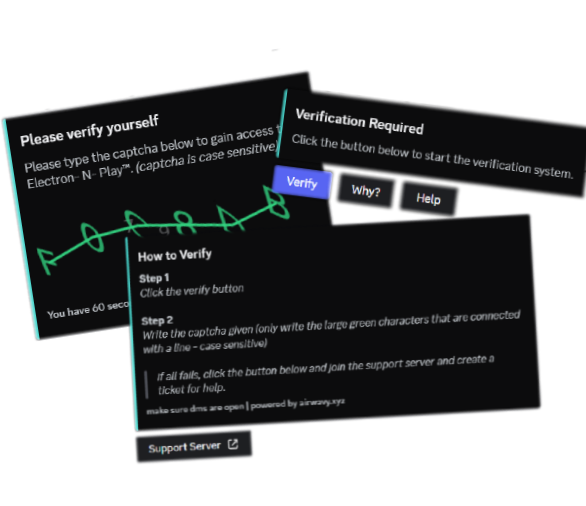 Please verify yourself
Please type the captcha below to gain access t
Electron- N- Play™. (captcha is case sensitive)
You have 60 seco
Verification Required
Click the button below to start the verification system.
Verify
Why?
Help
How to Verify
Step 1
Click the verify button
Step 2
Write the captcha given (only write the large green characters that are connected
with a line - case sensitive)
If all fails, click the button below and join the support server and create a
ticket for help.
make sure dms are open | powered by airwavy.xyz
Support Server